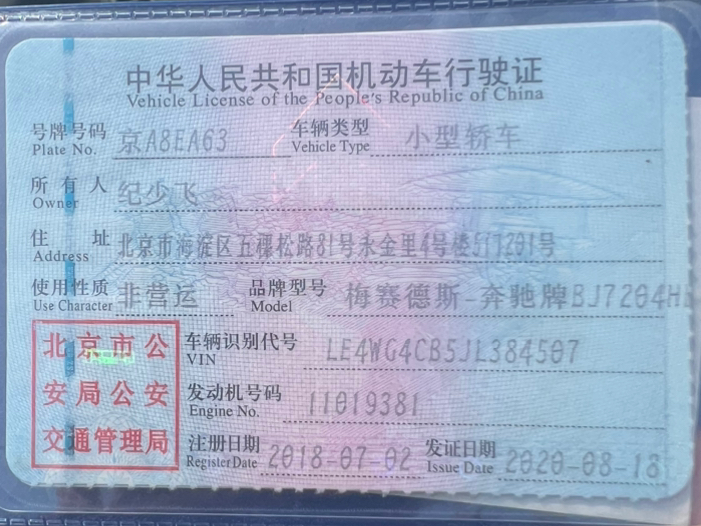 中华人民共和国机动车行驶证
Vehicle License of the People's Republic of China
号牌号码 京A8EA63 车辆类型 小型轿车
Plate No. Vehicle Type
所有人 纪少飞
Owner
住址 北京市海淀区五棵松路81号永金里4号楼517291号
Address
使用性质 非营运 品牌型号 梅赛德斯-奔驰牌BJ7204H
Use Character Model
北京市公 车辆识别代号 LE4WG4CB5JL384507
VIN
安局公安 发动机号码 11019381
Engine No.
交通管理局 注册日期 2018-07-02 发证日期 2020-08-18
Register Date Issue Date